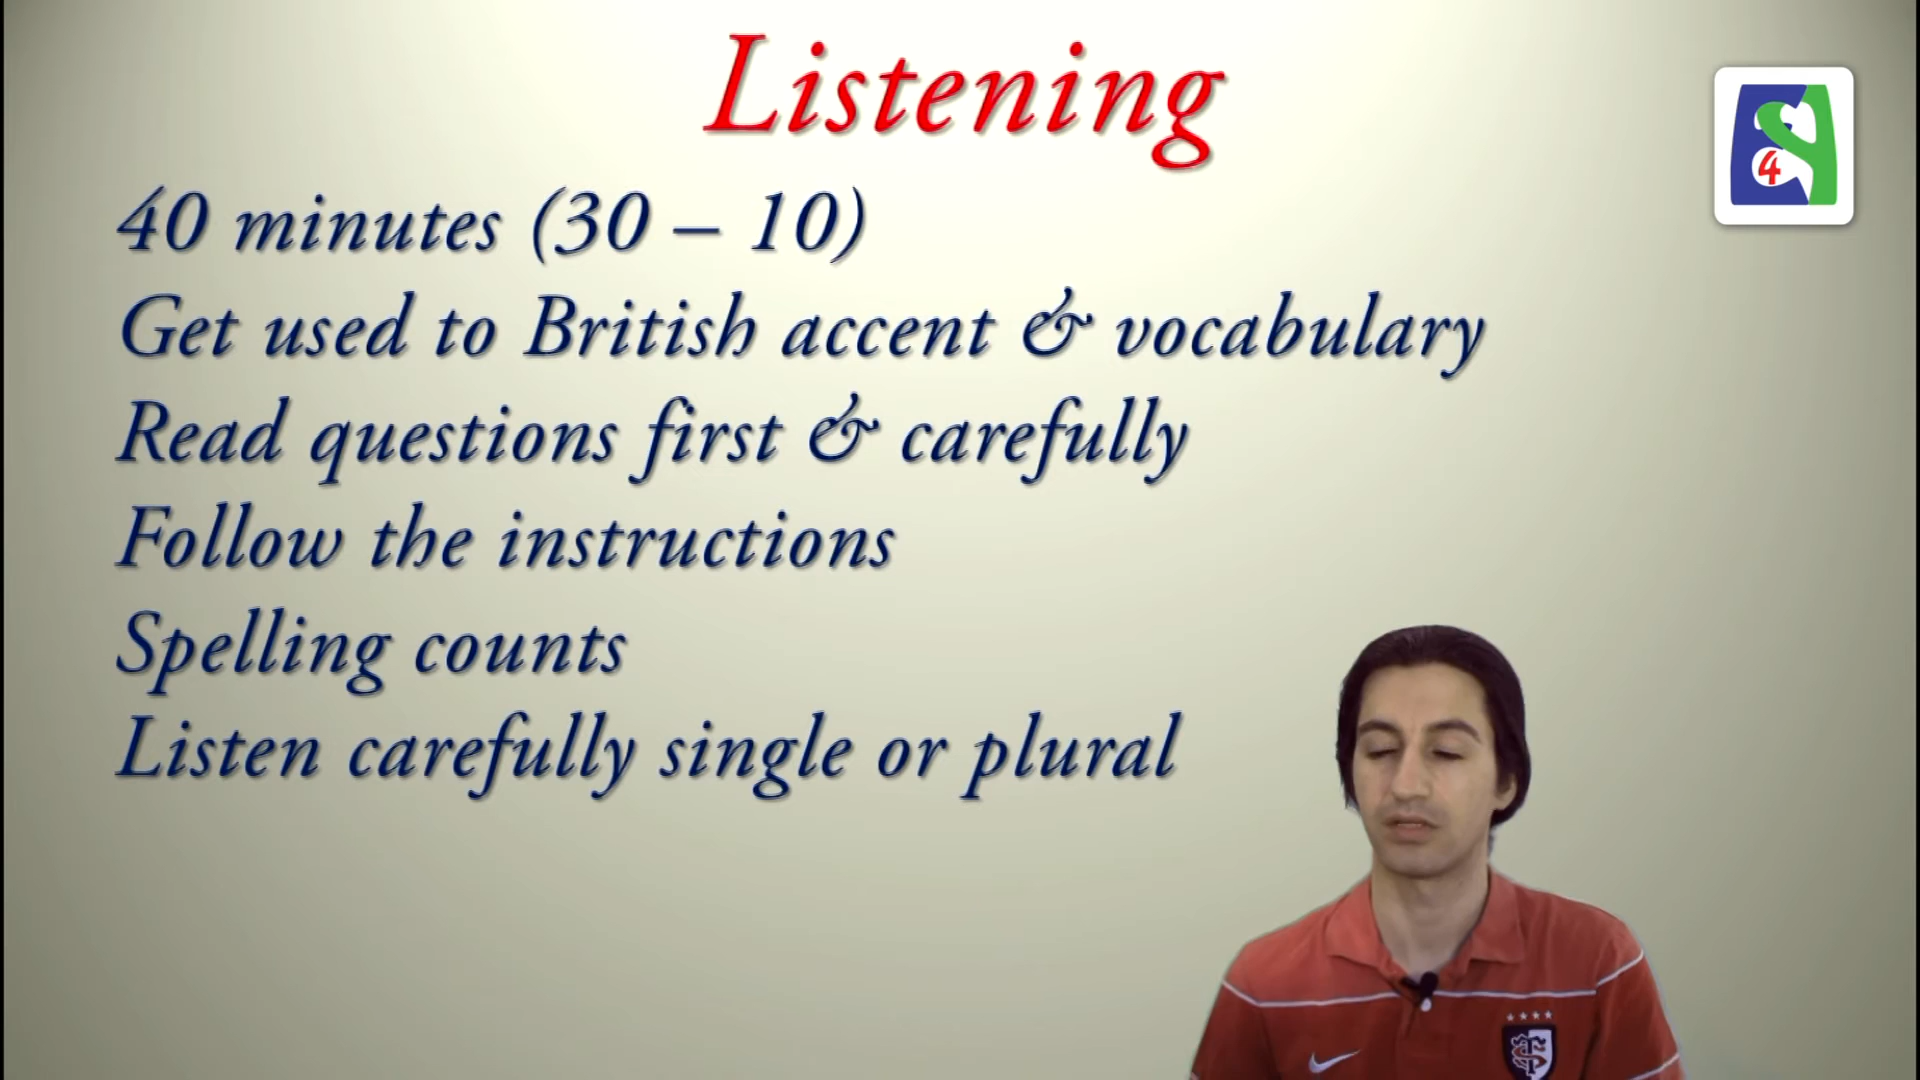 Listening
40 minutes (30 – 10)
Get used to British accent & vocabulary
Read questions first & carefully
Follow the instructions
Spelling counts
Listen carefully single or plural
4